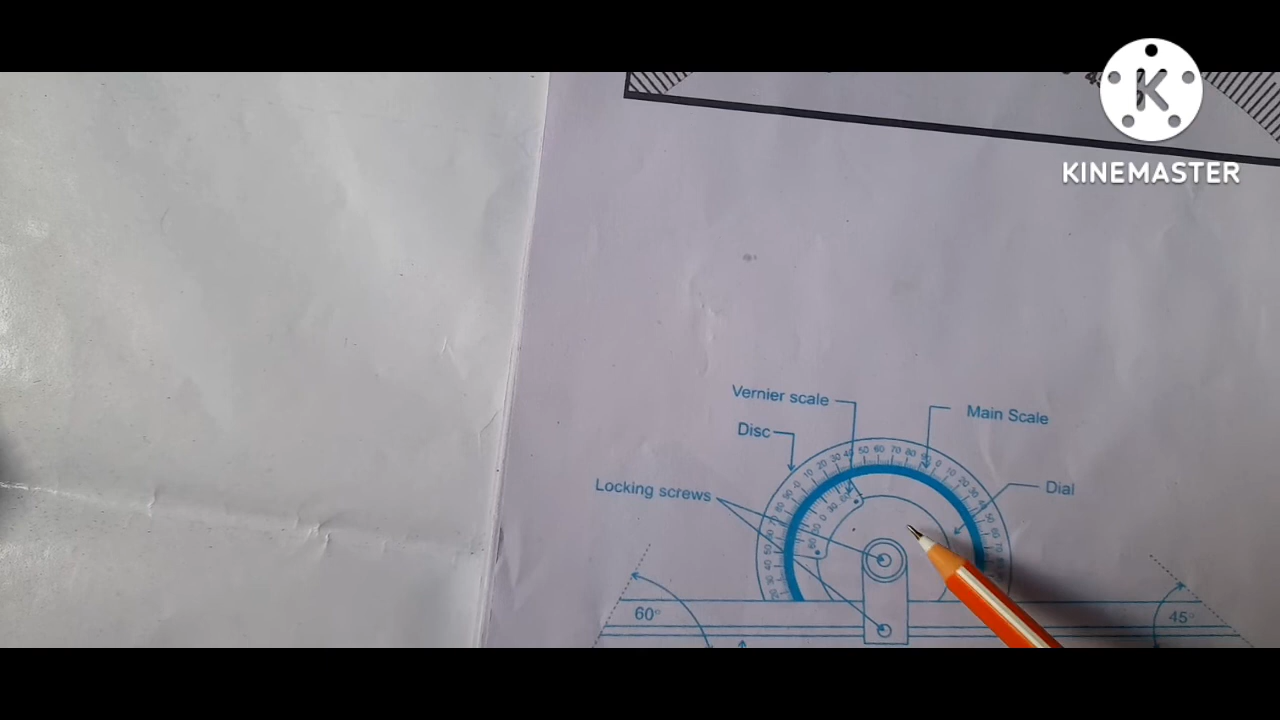 KINEMASTER
Vernier scale
Main Scale
Disc
Dial
Locking screws
60°
45°